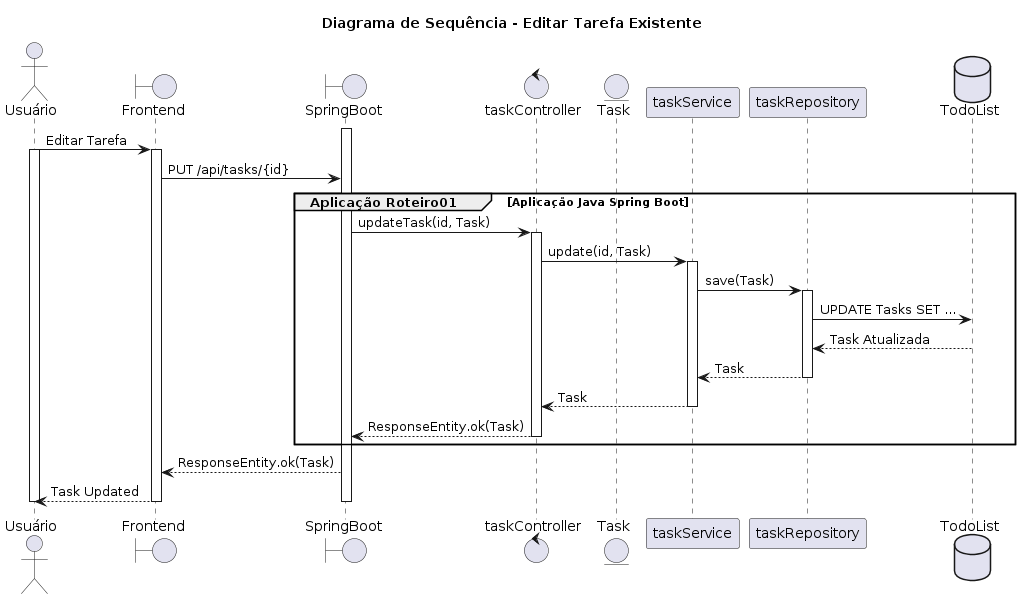 Diagrama de Sequência - Editar Tarefa Existente
Usuário
Frontend
SpringBoot
taskController
Task
taskService
taskRepository
TodoList
Editar Tarefa
PUT /api/tasks/{id}
Aplicação Roteiro01 [Aplicação Java Spring Boot]
updateTask(id, Task)
update(id, Task)
save(Task)
UPDATE Tasks SET ...
Task Atualizada
Task
Task
ResponseEntity.ok(Task)
ResponseEntity.ok(Task)
Task Updated
Usuário
Frontend
SpringBoot
taskController
Task
taskService
taskRepository
TodoList